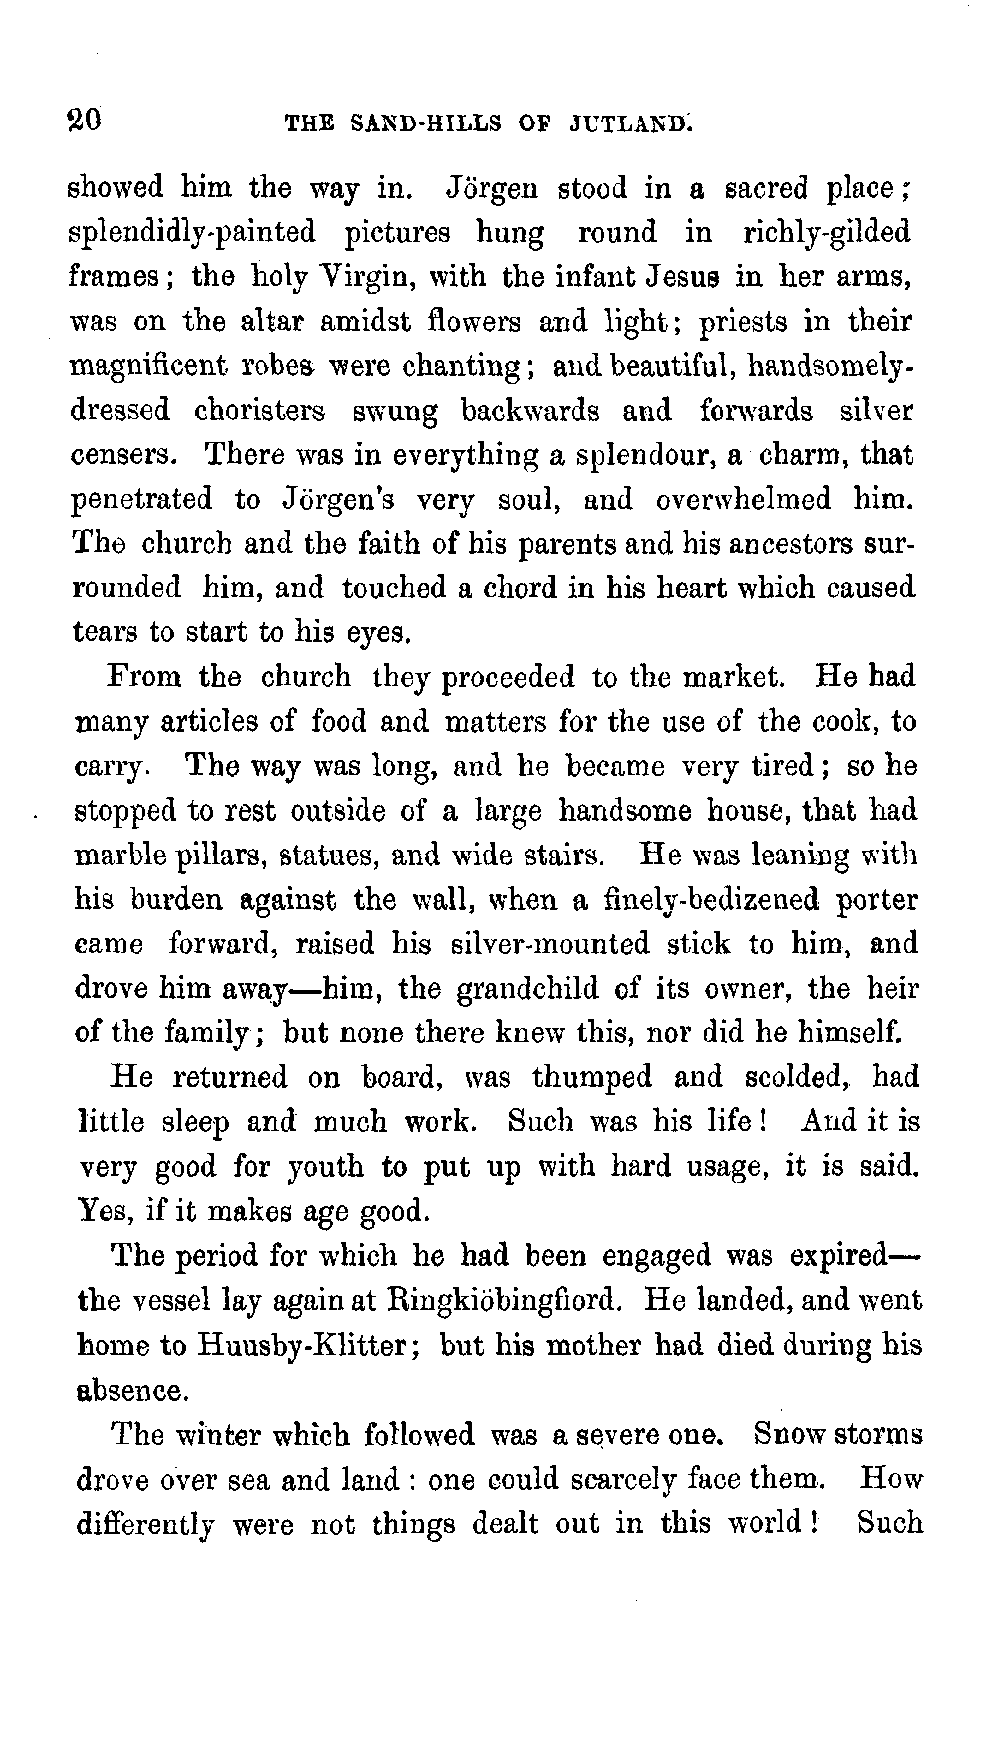 20 THE SAND-HILLS OF JUTLAND.
showed him the way in. Jörgen stood in a sacred place;
splendidly-painted pictures hung round in richly-gilded
frames; the holy Virgin, with the infant Jesus in her arms,
was on the altar amidst flowers and light; priests in their
magnificent robes were chanting; and beautiful, handsomely-
dressed choristers swung backwards and forwards silver
censers. There was in everything a splendour, a charm, that
penetrated to Jörgen's very soul, and overwhelmed him.
The church and the faith of his parents and his ancestors sur-
rounded him, and touched a chord in his heart which caused
tears to start to his eyes.
From the church they proceeded to the market. He had
many articles of food and matters for the use of the cook, to
carry. The way was long, and he became very tired; so he
stopped to rest outside of a large handsome house, that had
marble pillars, statues, and wide stairs. He was leaning with
his burden against the wall, when a finely-bedizened porter
came forward, raised his silver-mounted stick to him, and
drove him away—him, the grandchild of its owner, the heir
of the family; but none there knew this, nor did he himself.
He returned on board, was thumped and scolded, had
little sleep and much work. Such was his life! And it is
very good for youth to put up with hard usage, it is said.
Yes, if it makes age good.
The period for which he had been engaged was expired—
the vessel lay again at Ringkiöbingfiord. He landed, and went
home to Huusby-Klitter; but his mother had died during his
absence.
The winter which followed was a severe one. Snow storms
drove over sea and land: one could scarcely face them. How
differently were not things dealt out in this world! Such